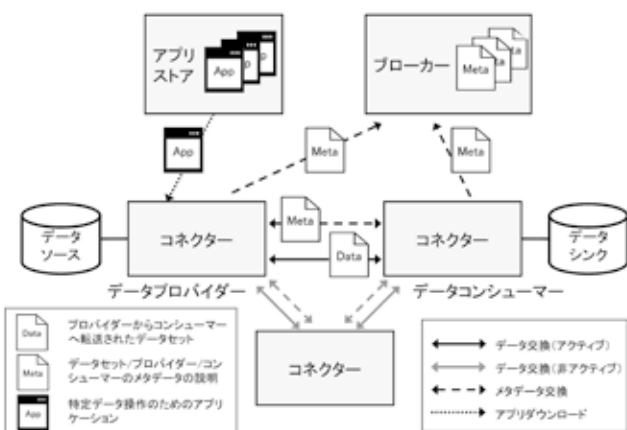 アプリ
ストア
App
App
App
ブローカー
Meta
Meta
Meta
App
Meta
Meta
データ
ソース
コネクター
Meta
Data
コネクター
データ
シンク
データプロバイダー
データコンシューマー
コネクター
Data
プロバイダーからコンシューマー
へ転送されたデータセット
Meta
データセット/プロバイダー/コン
シューマーのメタデータの説明
App
特定データ操作のためのアプリ
ケーション
データ交換(アクティブ)
データ交換(非アクティブ)
メタデータ交換
アプリダウンロード